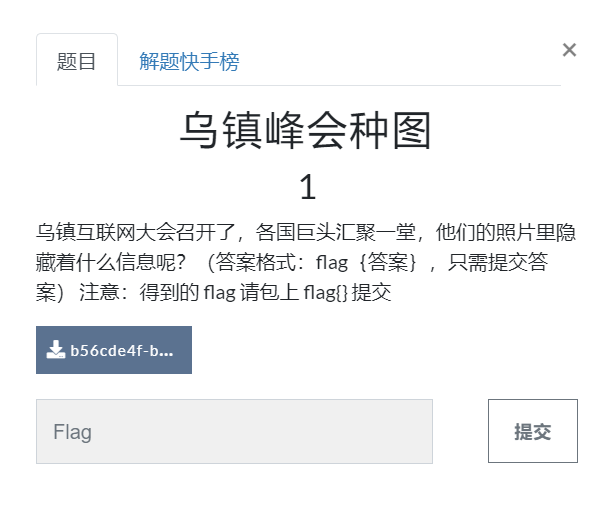 题目 解题快手榜 ×
乌镇峰会种图
1
乌镇互联网大会召开了，各国巨头汇聚一堂，他们的照片里隐
藏着什么信息呢？（答案格式：flag｛答案｝，只需提交答
案） 注意：得到的 flag 请包上 flag{} 提交
b56cde4f-b...
Flag 提交